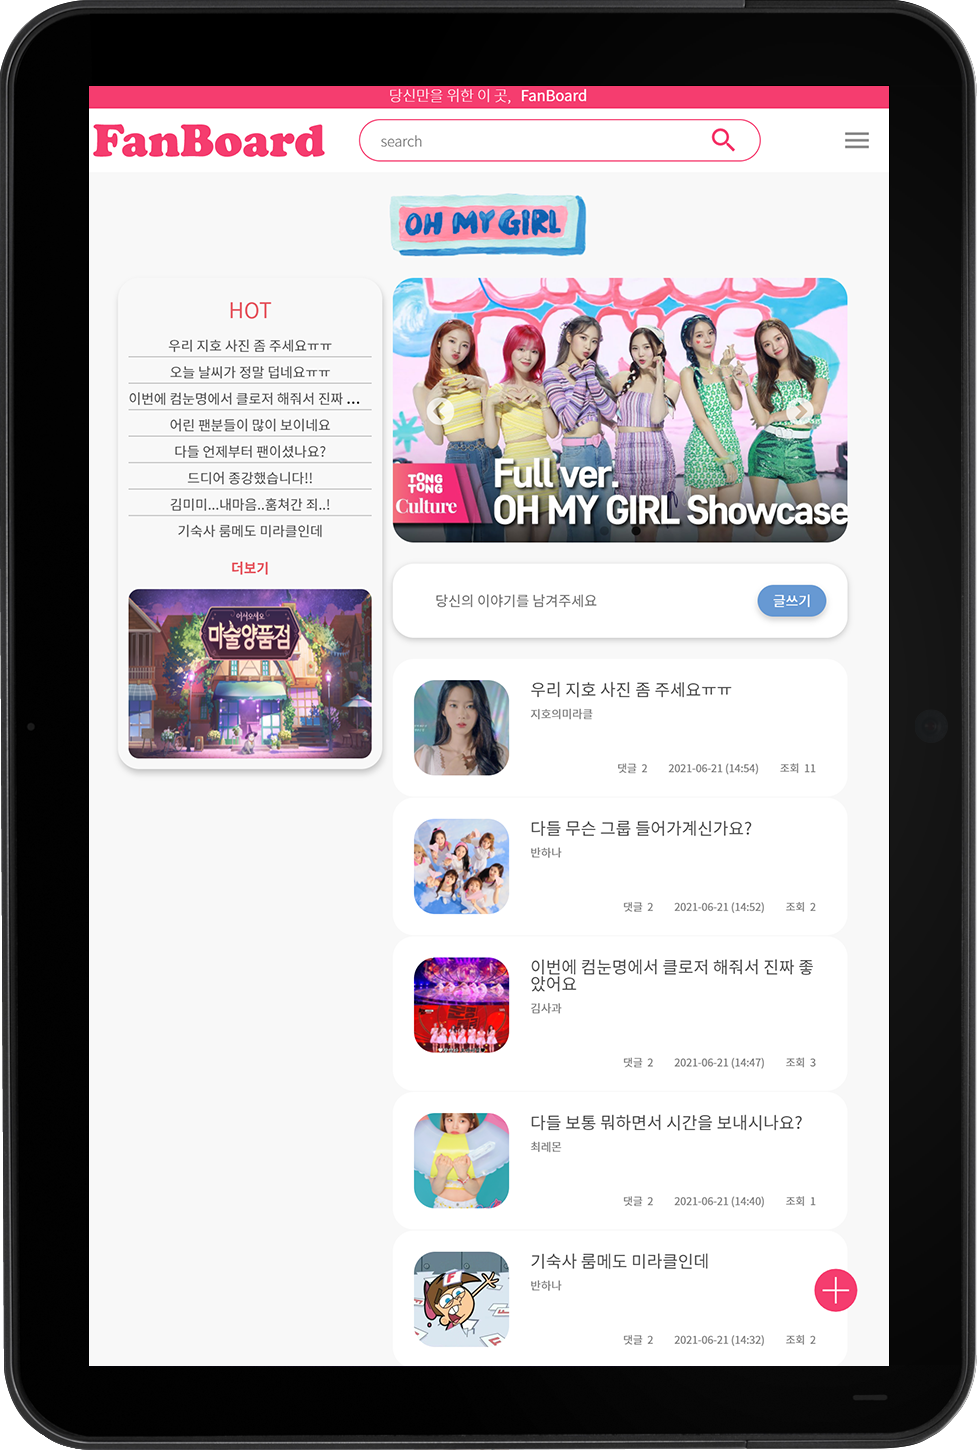 당신만을 위한 이 곳, FanBoard
FanBoard
search
OH MY GIRL
HOT
우리 지호 사진 좀 주세요ㅠㅠ
오늘 날씨가 정말 덥네요ㅠㅠ
이번에 컴눈명에서 클로저 해줘서 진짜 ...
어린 팬분들이 많이 보이네요
다들 언제부터 팬이셨나요?
드디어 종강했습니다!!
김미미...내마음..훔쳐간 죄..!
기숙사 룸메도 미라클인데
더보기
어서오세요
마술양품점
TONG
TONG
Culture
Full ver.
OH MY GIRL Showcase
당신의 이야기를 남겨주세요
글쓰기
우리 지호 사진 좀 주세요ㅠㅠ
지호의미라클
댓글 2 2021-06-21 (14:54) 조회 11
다들 무슨 그룹 들어가계신가요?
반하나
댓글 2 2021-06-21 (14:52) 조회 2
이번에 컴눈명에서 클로저 해줘서 진짜 좋
았어요
김사과
댓글 2 2021-06-21 (14:47) 조회 3
다들 보통 뭐하면서 시간을 보내시나요?
최레몬
댓글 2 2021-06-21 (14:40) 조회 1
기숙사 룸메도 미라클인데
반하나
댓글 2 2021-06-21 (14:32) 조회 2